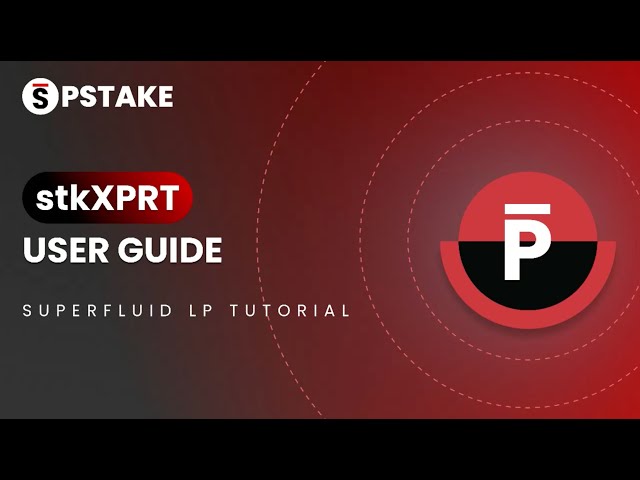 S̄ PSTAKE
stkXPRT
USER GUIDE
SUPERFLUID LP TUTORIAL
P̄